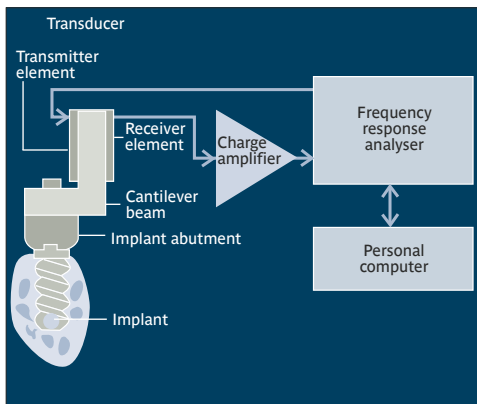 Transducer
Transmitter
element
Receiver
element
Charge
amplifier
Frequency
response
analyser
Cantilever
beam
Implant abutment
Personal
computer
Implant